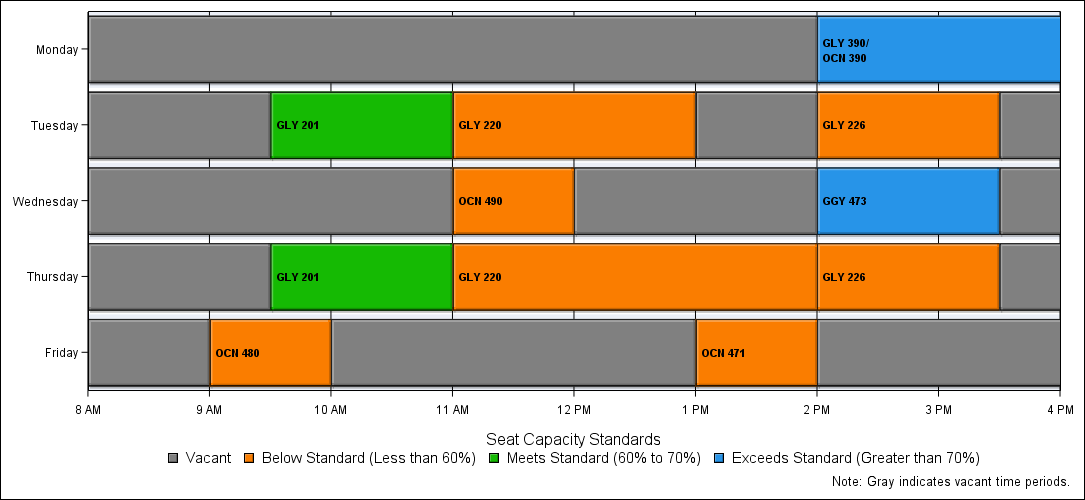 Monday
GLY 390/
OCN 390
Tuesday
GLY 201
GLY 220
GLY 226
Wednesday
OCN 490
GGY 473
Thursday
GLY 201
GLY 220
GLY 226
Friday
OCN 480
OCN 471
8 AM 9 AM 10 AM 11 AM 12 PM 1 PM 2 PM 3 PM 4 PM
Seat Capacity Standards
Vacant Below Standard (Less than 60%) Meets Standard (60% to 70%) Exceeds Standard (Greater than 70%)
Note: Gray indicates vacant time periods.